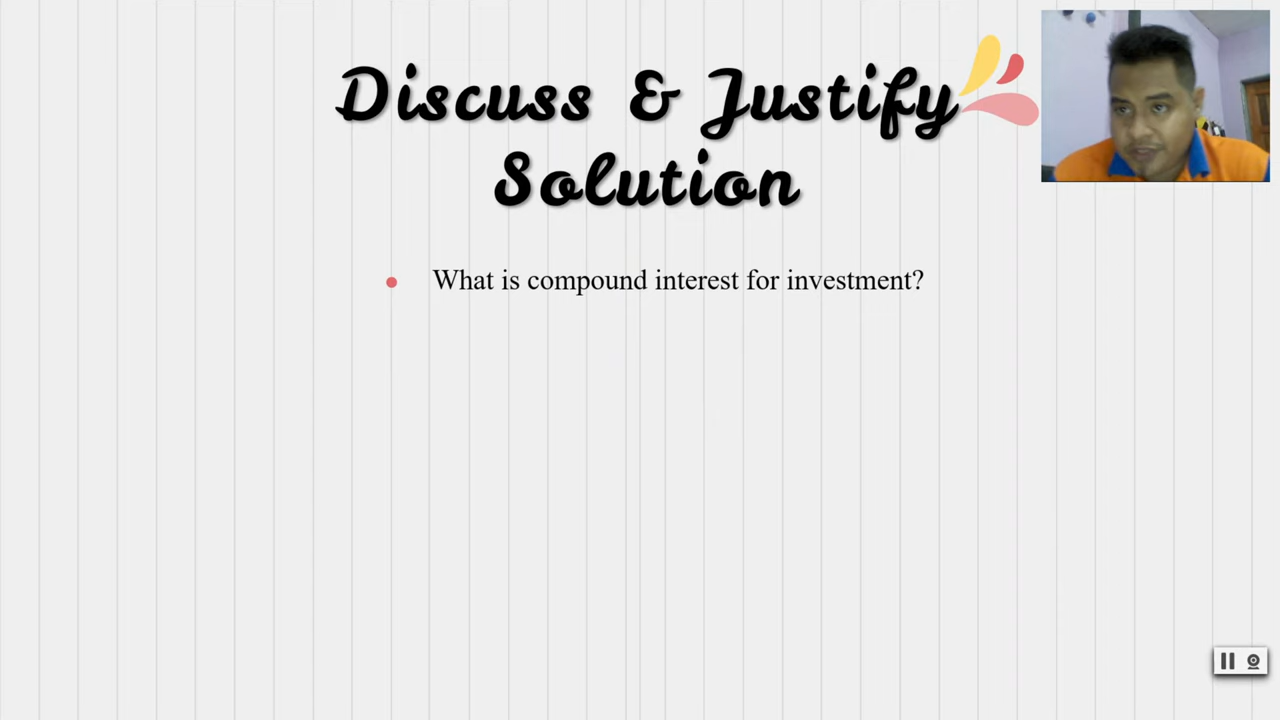 Discuss & Justify
Solution
What is compound interest for investment?